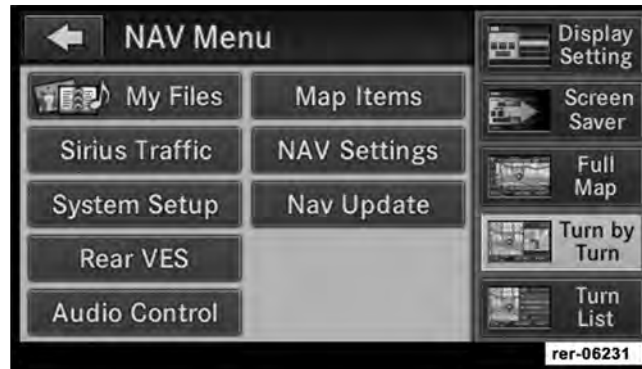 NAV Menu
My Files
Map Items
Sirius Traffic
NAV Settings
System Setup
Nav Update
Rear VES
Audio Control
Display
Setting
Screen
Saver
Full
Map
Turn by
Turn
Turn
List
rer-06231